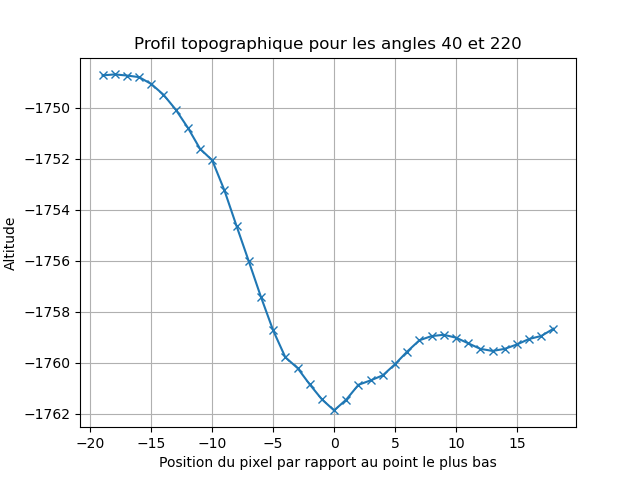 Profil topographique pour les angles 40 et 220
Altitude
−1750
−1752
−1754
−1756
−1758
−1760
−1762
−20 −15 −10 −5 0 5 10 15
Position du pixel par rapport au point le plus bas